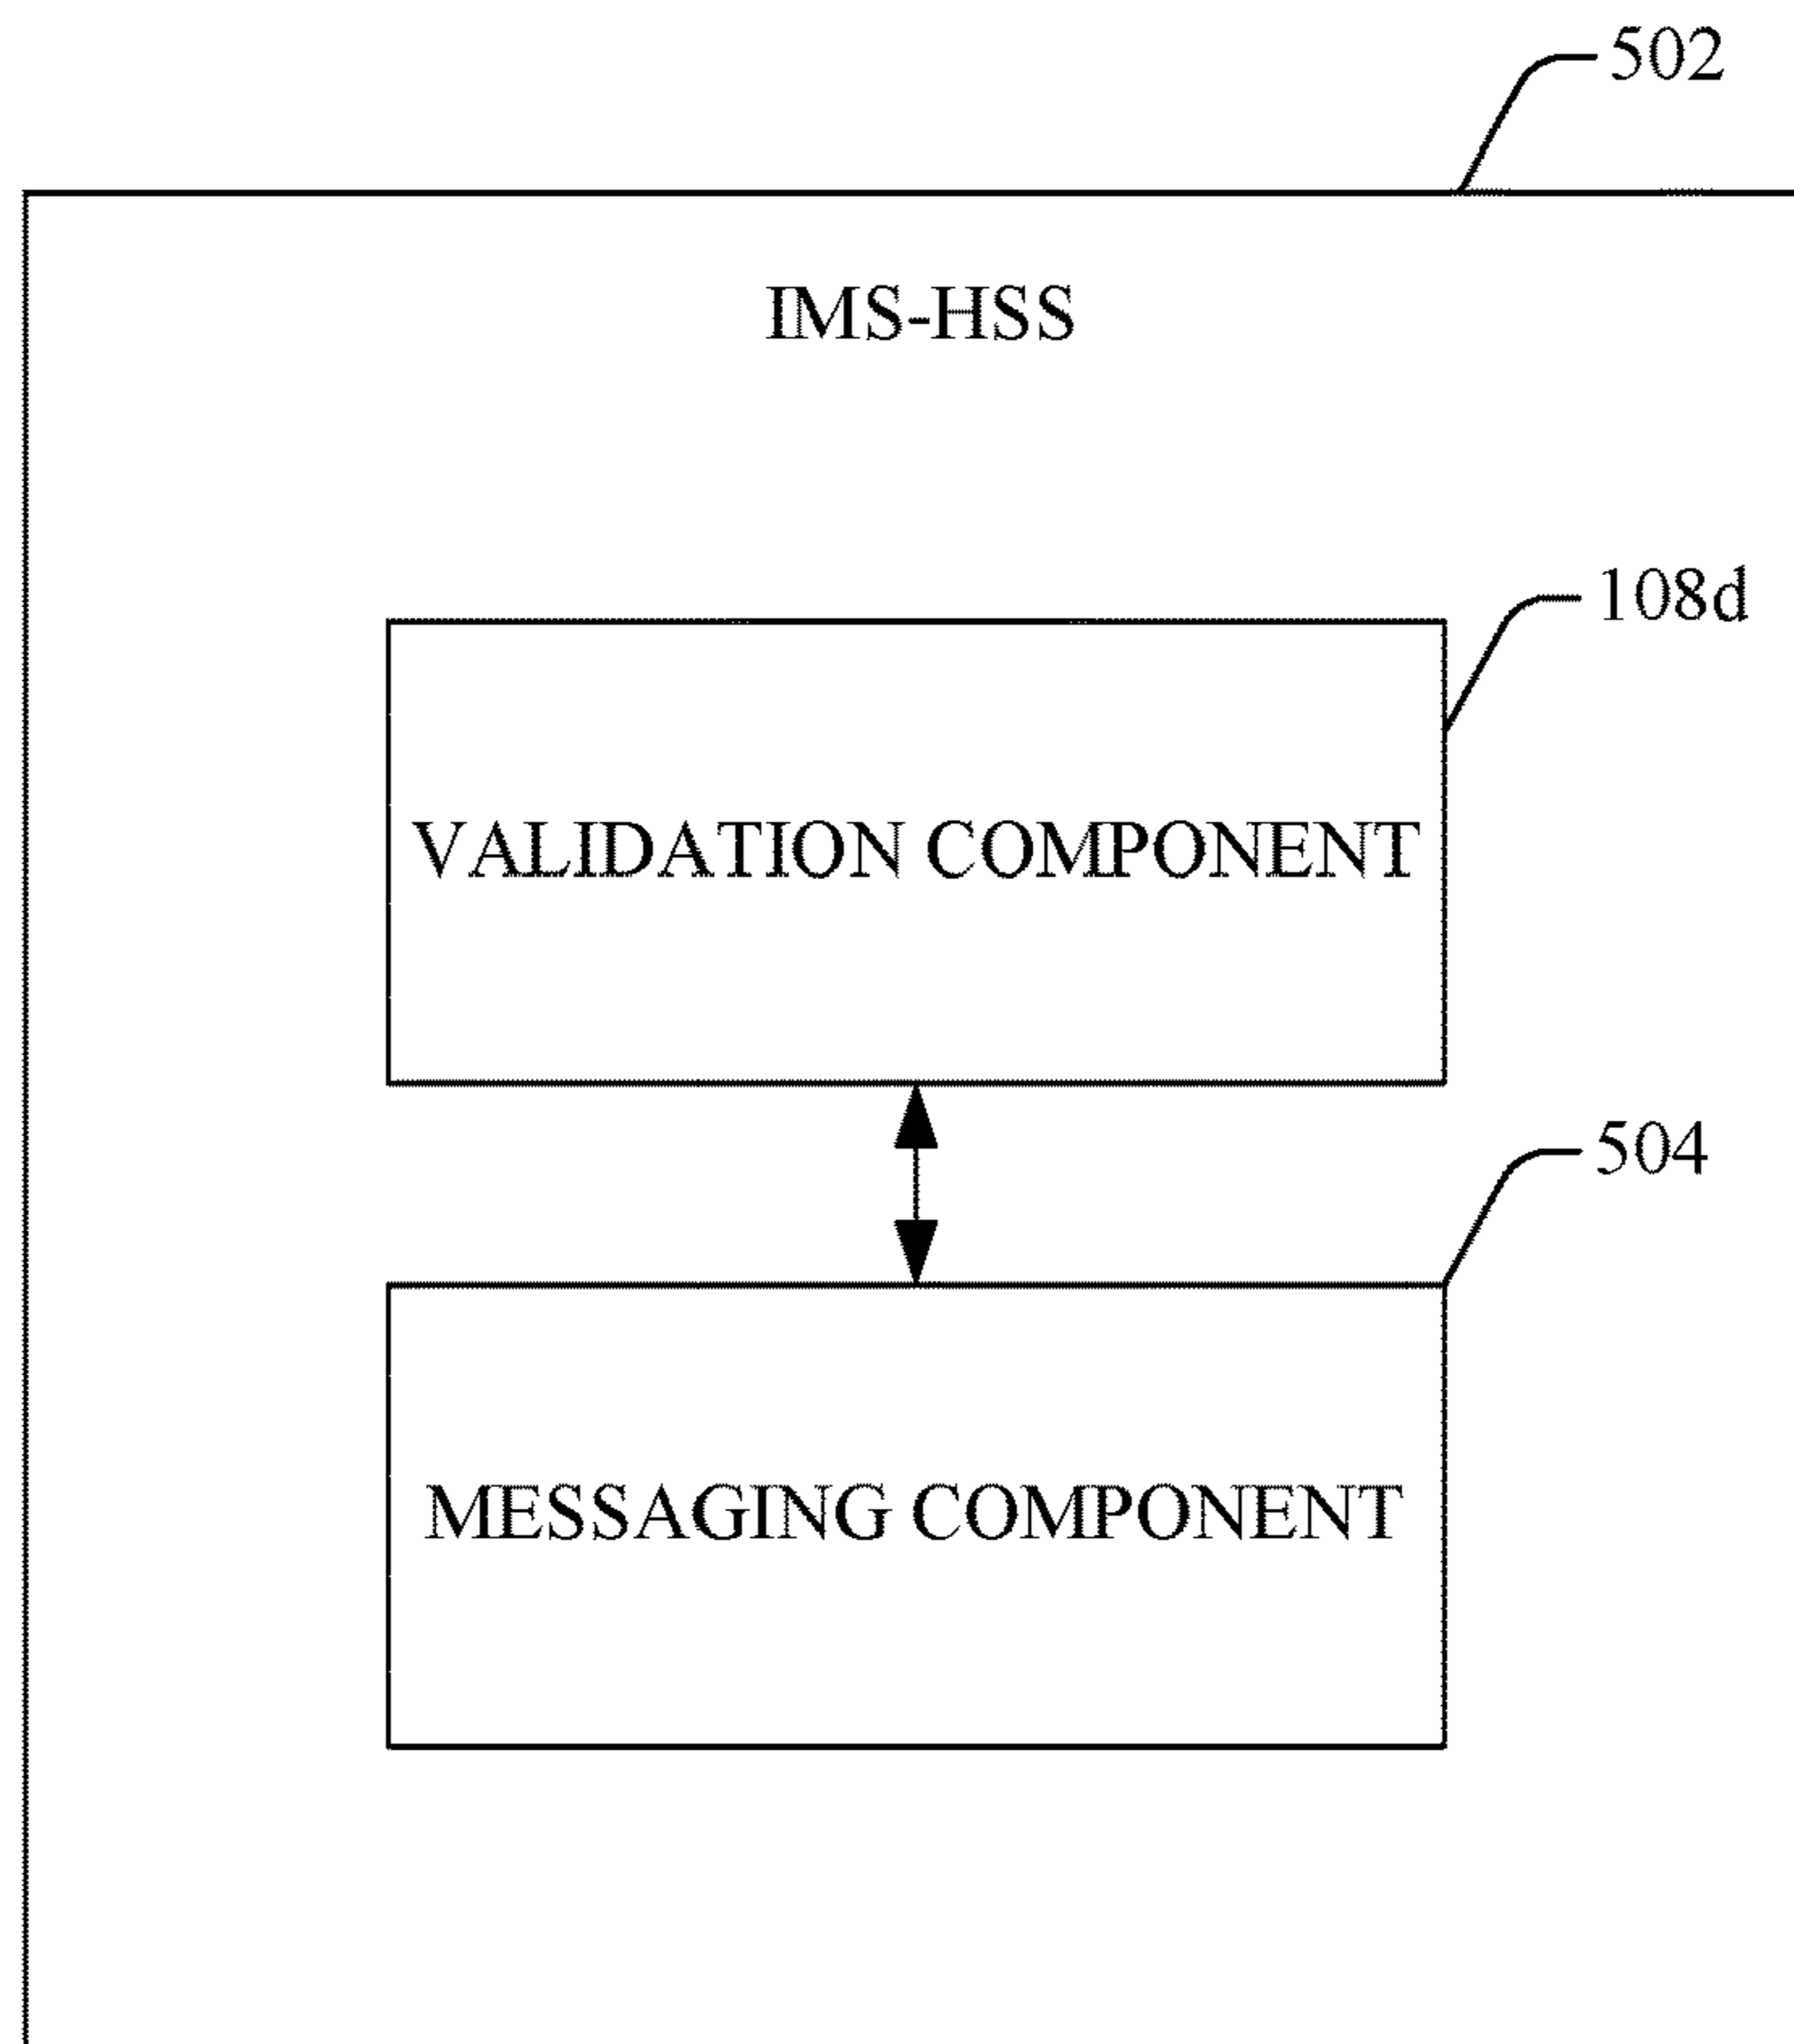 502
IMS-HSS
108d
VALIDATION COMPONENT
504
MESSAGING COMPONENT